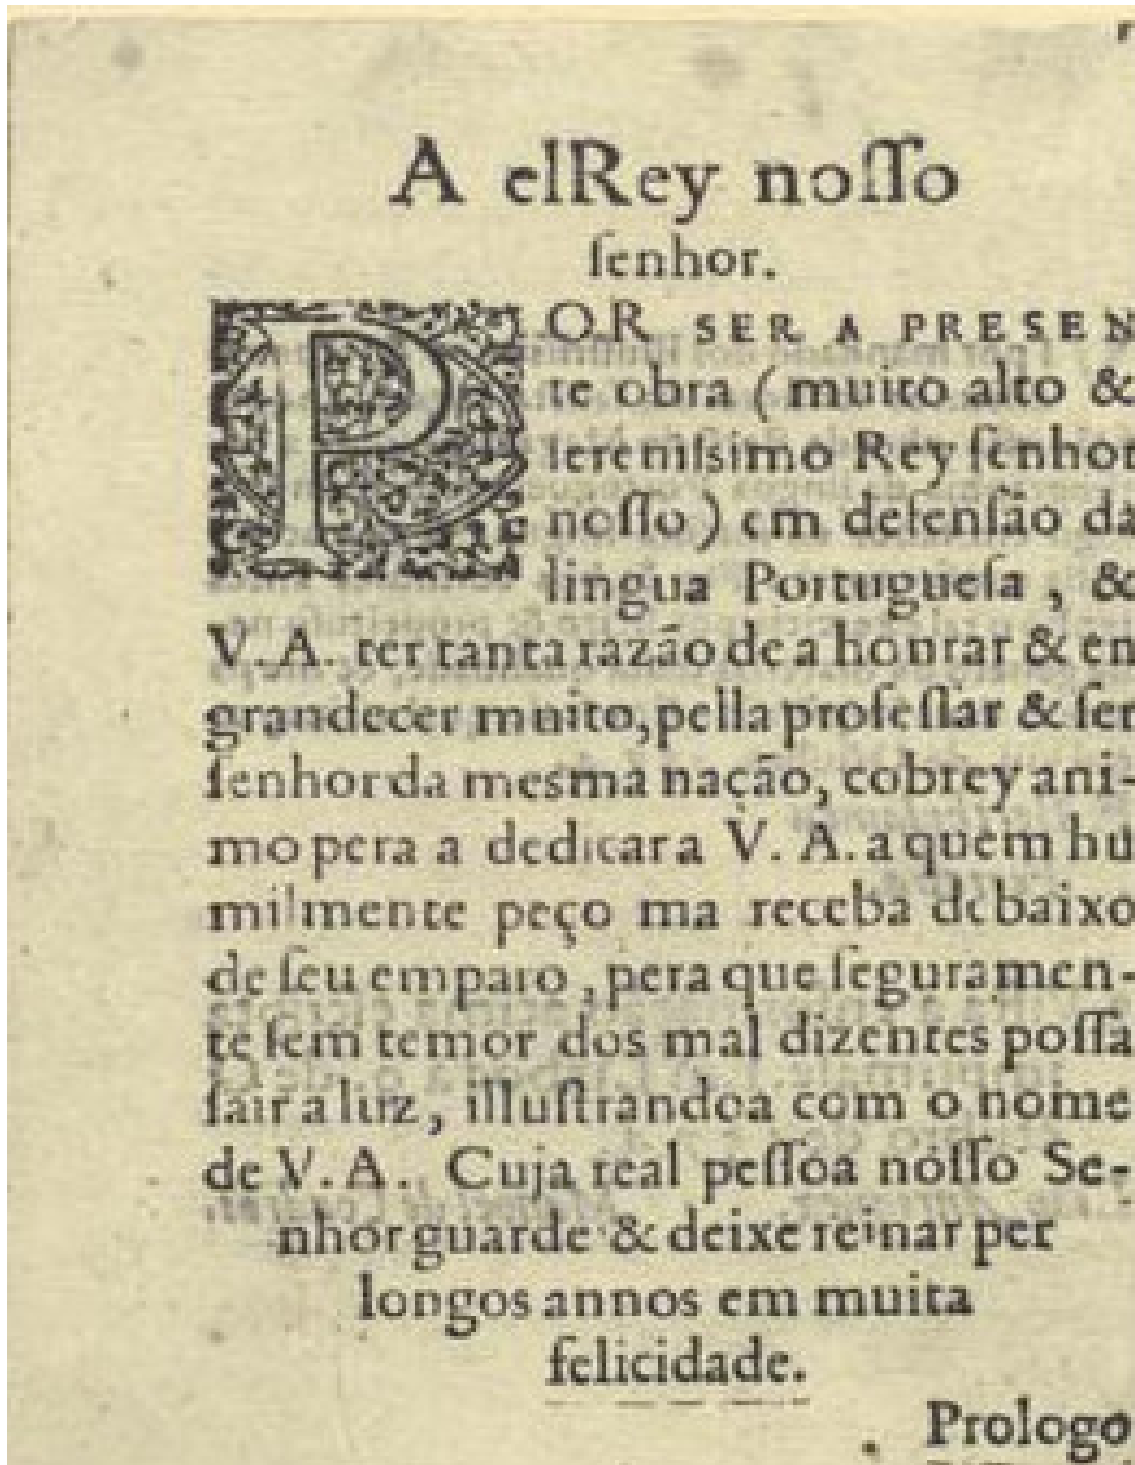 A elRey noſſo
ſenhor.
POR SER A PRESEN
te obra (muito alto &
ſereniſsimo Rey ſenhor
noſſo) em defenſão da
lingua Portugueſa, &
V. A. ter tanta razão de a honrar & en
grandecer muito, pella profeſſar & ſer
ſenhor da mesma nação, cobrey ani-
mo pera a dedicar a V. A. a quem hu
milmente peço ma receba debaixo
de ſeu emparo, pera que ſeguramen-
te ſem temor dos mal dizentes poſſa
ſair a luz, illuſtrandoa com o nome
de V. A.. Cuja real peſſoa noſſo Se-
nhor guarde & deixe reinar per
longos annos em muita
felicidade.
Prologo